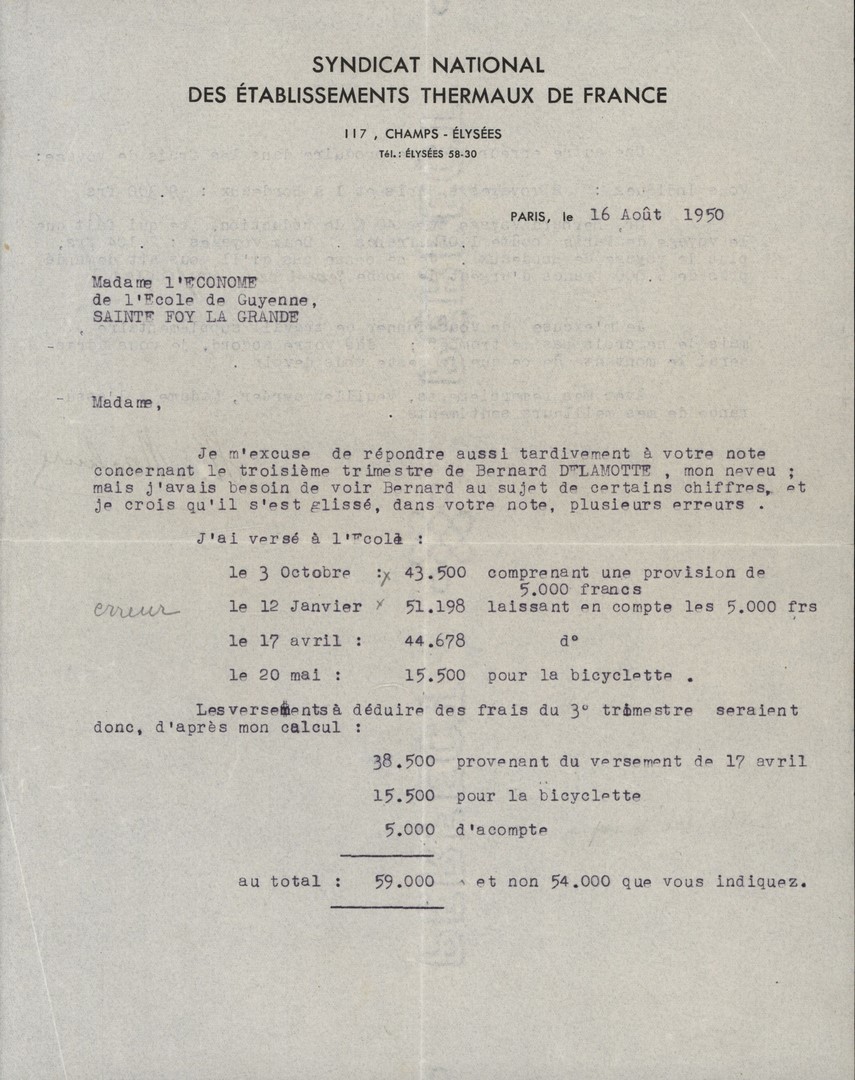 SYNDICAT NATIONAL
DES ÉTABLISSEMENTS THERMAUX DE FRANCE
117, CHAMPS-ÉLYSÉES
Tél.: ÉLYSÉES 58-30
PARIS, le 16 Août 1950
Madame l'ECONOME
de l'Ecole de Guyenne,
SAINTE FOY LA GRANDE
Madame,
Je m'excuse de répondre aussi tardivement à votre note
concernant le troisième trimestre de Bernard DELAMOTTE , mon neveu ;
mais j'avais besoin de voir Bernard au sujet de certains chiffres, et
je crois qu'il s'est glissé, dans votre note, plusieurs erreurs .
J'ai versé à l'Ecole :
le 3 Octobre : 43.500 comprenant une provision de
5.000 francs
erreur le 12 Janvier 51.198 laissant en compte les 5.000 frs
le 17 avril : 44.678 d°
le 20 mai : 15.500 pour la bicyclette .
Les versements à déduire des frais du 3° trimestre seraient
donc, d'après mon calcul :
38.500 provenant du versement de 17 avril
15.500 pour la bicyclette
5.000 d'acompte
au total : 59.000 et non 54.000 que vous indiquez.